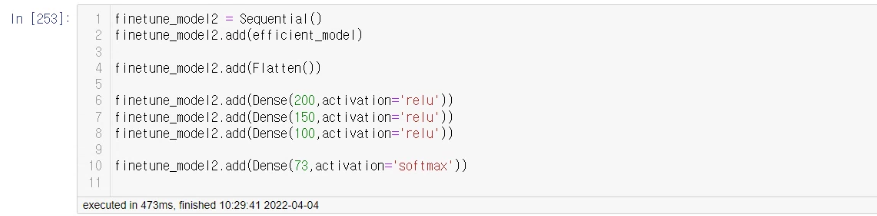 In [253]:
1 finetune_model2 = Sequential()
2 finetune_model2.add(efficient_model)
3
4 finetune_model2.add(Flatten())
5
6 finetune_model2.add(Dense(200,activation='relu'))
7 finetune_model2.add(Dense(150,activation='relu'))
8 finetune_model2.add(Dense(100,activation='relu'))
9
10 finetune_model2.add(Dense(73,activation='softmax'))
11
executed in 473ms, finished 10:29:41 2022-04-04